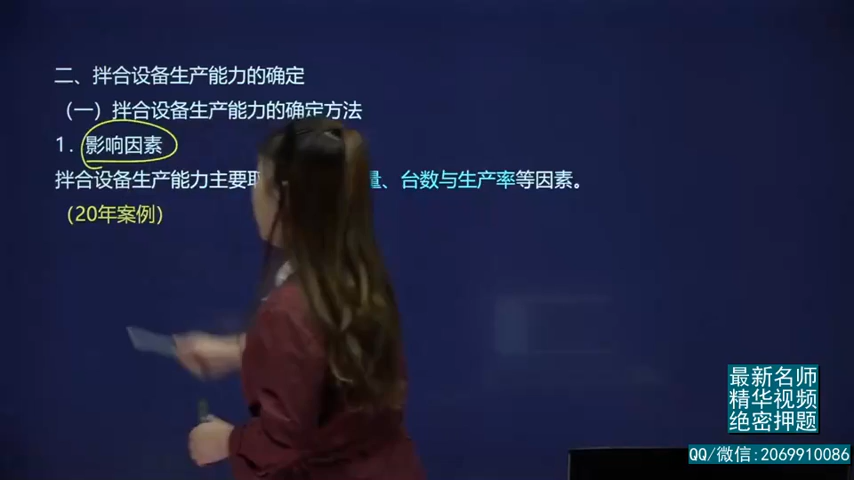 二、拌合设备生产能力的确定
（一）拌合设备生产能力的确定方法
1. 影响因素
拌合设备生产能力主要取 量、台数与生产率等因素。
（20年案例）
最新名师
精华视频
绝密押题
QQ/微信:2069910086